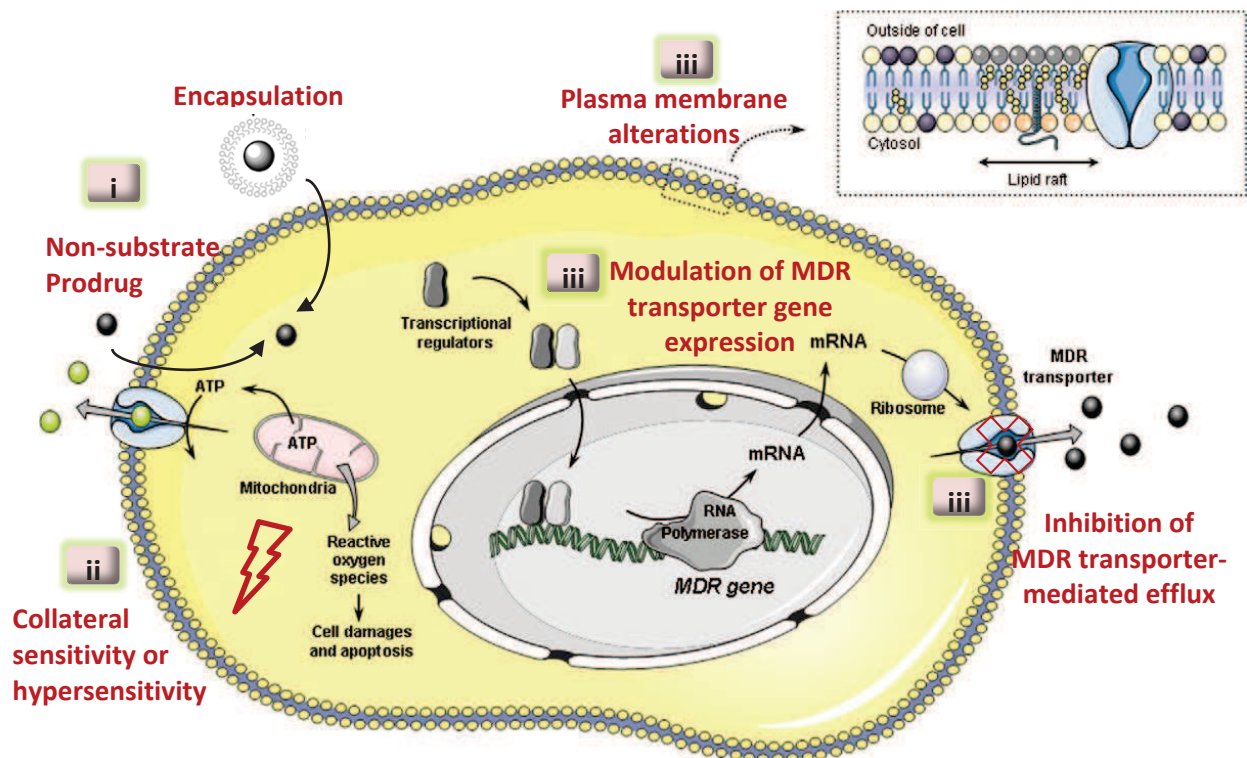 Encapsulation
i
Non-substrate
Prodrug
iii
Plasma membrane
alterations
Outside of cell
Cytosol
Lipid raft
iii
Modulation of MDR
transporter gene
expression
Transcriptional
regulators
mRNA
Ribosome
MDR
transporter
ATP
ATP
Mitochondria
mRNA
RNA
Polymerase
MDR gene
iii
Inhibition of
MDR transporter-
mediated efflux
ii
Collateral
sensitivity or
hypersensitivity
Reactive
oxygen
species
Cell damages
and apoptosis